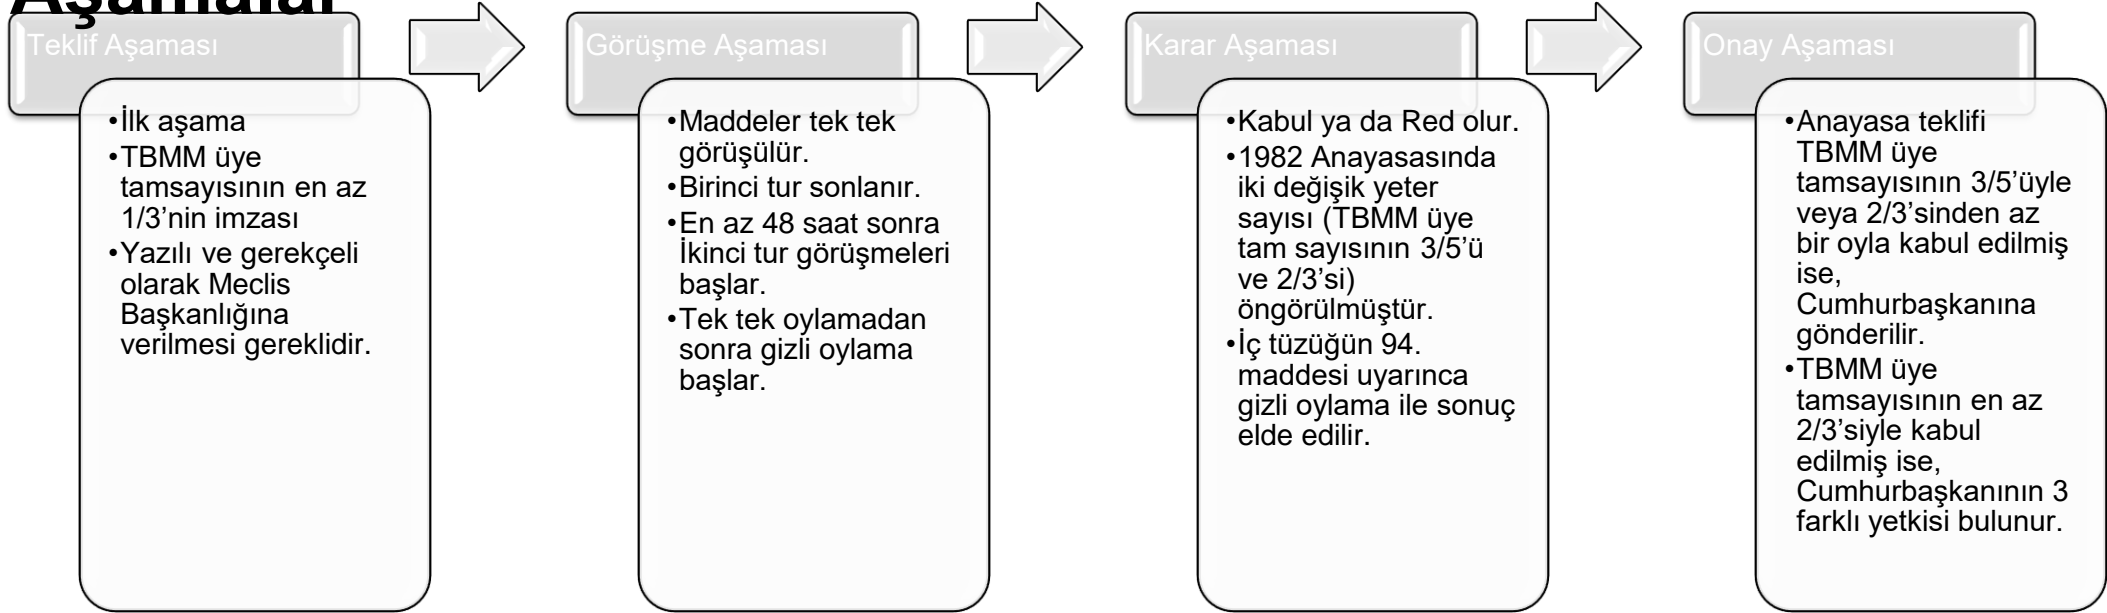 Aşamalar
Teklif Aşaması
•İlk aşama
•TBMM üye
tamsayısının en az
1/3’nin imzası
•Yazılı ve gerekçeli
olarak Meclis
Başkanlığına
verilmesi gereklidir.
Görüşme Aşaması
•Maddeler tek tek
görüşülür.
•Birinci tur sonlanır.
•En az 48 saat sonra
İkinci tur görüşmeleri
başlar.
•Tek tek oylamadan
sonra gizli oylama
başlar.
Karar Aşaması
•Kabul ya da Red olur.
•1982 Anayasasında
iki değişik yeter
sayısı (TBMM üye
tam sayısının 3/5’ü
ve 2/3’si)
öngörülmüştür.
•İç tüzüğün 94.
maddesi uyarınca
gizli oylama ile sonuç
elde edilir.
Onay Aşaması
•Anayasa teklifi
TBMM üye
tamsayısının 3/5’üyle
veya 2/3’sinden az
bir oyla kabul edilmiş
ise,
Cumhurbaşkanına
gönderilir.
•TBMM üye
tamsayısının en az
2/3’siyle kabul
edilmiş ise,
Cumhurbaşkanının 3
farklı yetkisi bulunur.